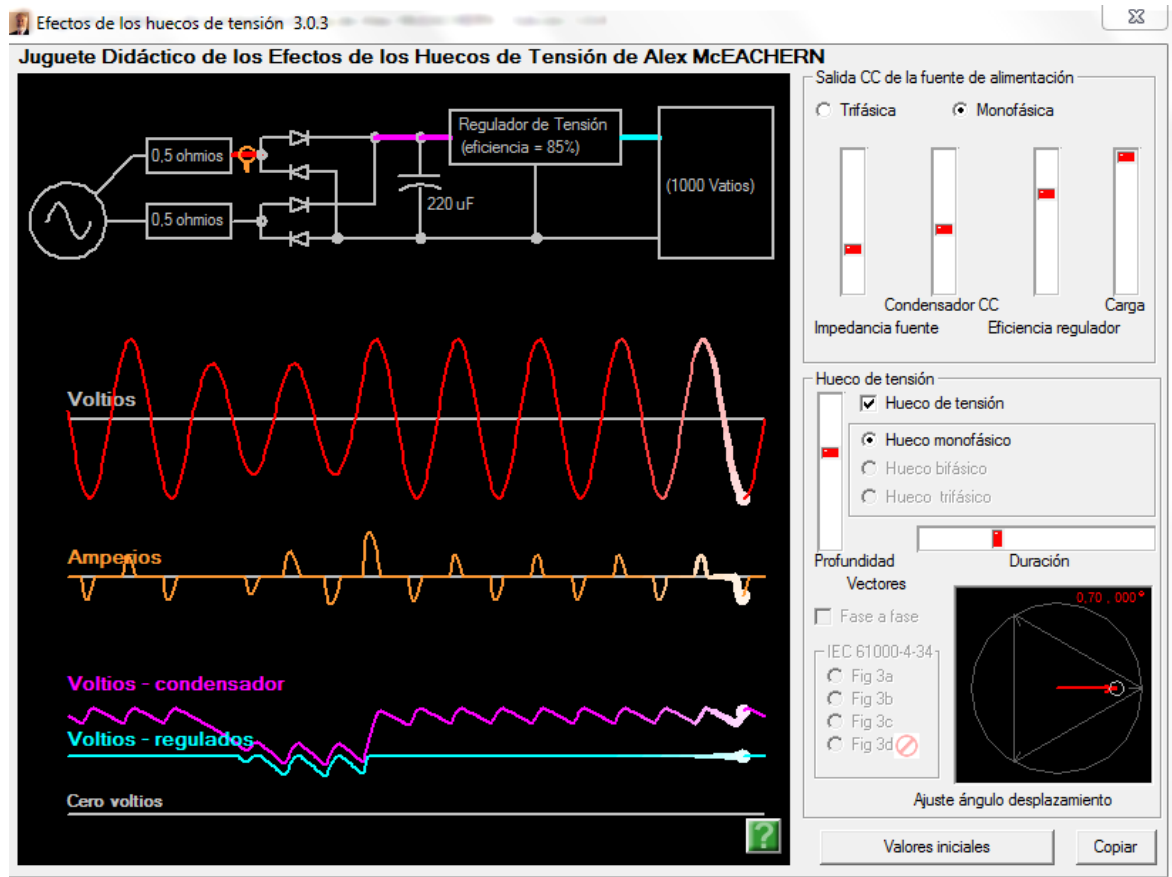 Efectos de los huecos de tensión 3.0.3
Juguete Didáctico de los Efectos de los Huecos de Tensión de Alex McEACHERN
0,5 ohmios
0,5 ohmios
Regulador de Tensión
(eficiencia = 85%)
220 uF
(1000 Vatios)
Voltios
Amperios
Voltios - condensador
Voltios - regulados
Cero voltios
?
Salida CC de la fuente de alimentación
Trifásica
Monofásica
Condensador CC
Carga
Impedancia fuente
Eficiencia regulador
Hueco de tensión
Hueco de tensión
Hueco monofásico
Hueco bifásico
Hueco trifásico
Profundidad
Duración
Vectores
Fase a fase
IEC 61000-4-34
Fig 3a
Fig 3b
Fig 3c
Fig 3d
0.70 , 000°
Ajuste ángulo desplazamiento
Valores iniciales
Copiar